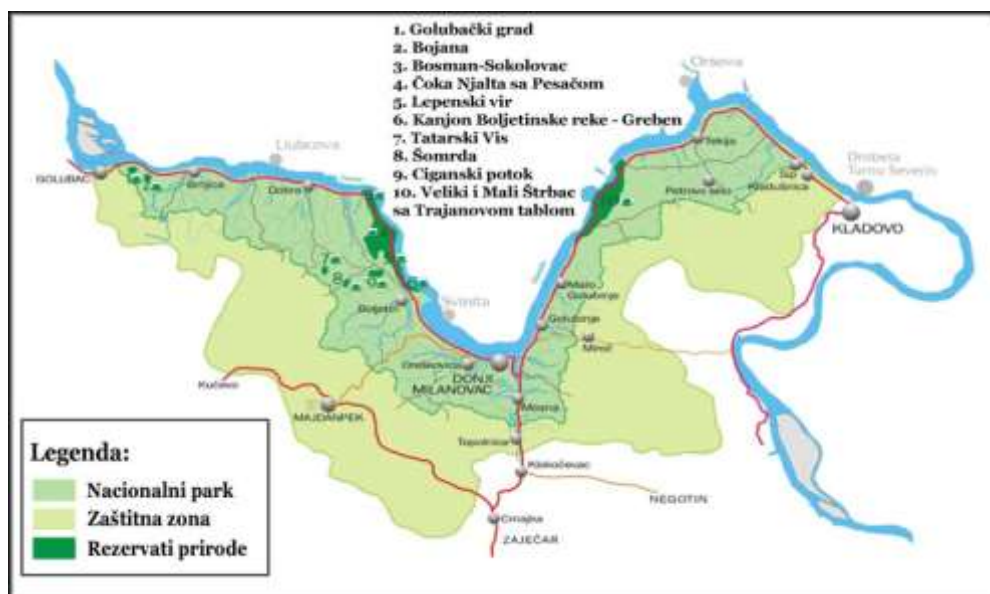 1. Golubački grad
2. Bojana
3. Bosman-Sokolovac
4. Čoka Njalta sa Pesačom
5. Lepenski vir
6. Kanjon Boljetinske reke - Greben
7. Tatarski Vis
8. Šomrda
9. Ciganski potok
10. Veliki i Mali Štrbac
sa Trajanovom tablom
Orsova
Tekija
Drobeta
Turnu Severin
Sip
Kladušnica
Petrovo selo
KLADOVO
Liubcova
GOLUBAC
Brnjica
Dobra
Svinita
Boljetin
Malo
Golubinje
Golubinje
Miroč
Oreškovica
DONJI
MILANOVAC
Mosna
Kučevo
MAJDANPEK
Topolnica
Klokočevac
NEGOTIN
Crnajka
ZAJEČAR
Legenda:
Nacionalni park
Zaštitna zona
Rezervati prirode